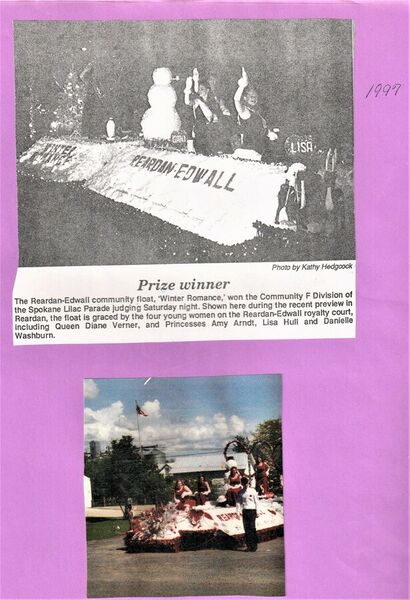 1997
WINTER
ROMANCE
REARDAN-EDWALL
LISA
Photo by Kathy Hedgcock
Prize winner
The Reardan-Edwall community float, 'Winter Romance,' won the Community F Division of
the Spokane Lilac Parade judging Saturday night. Shown here during the recent preview in
Reardan, the float is graced by the four young women on the Reardan-Edwall royalty court,
including Queen Diane Verner, and Princesses Amy Arndt, Lisa Hull and Danielle
Washburn.